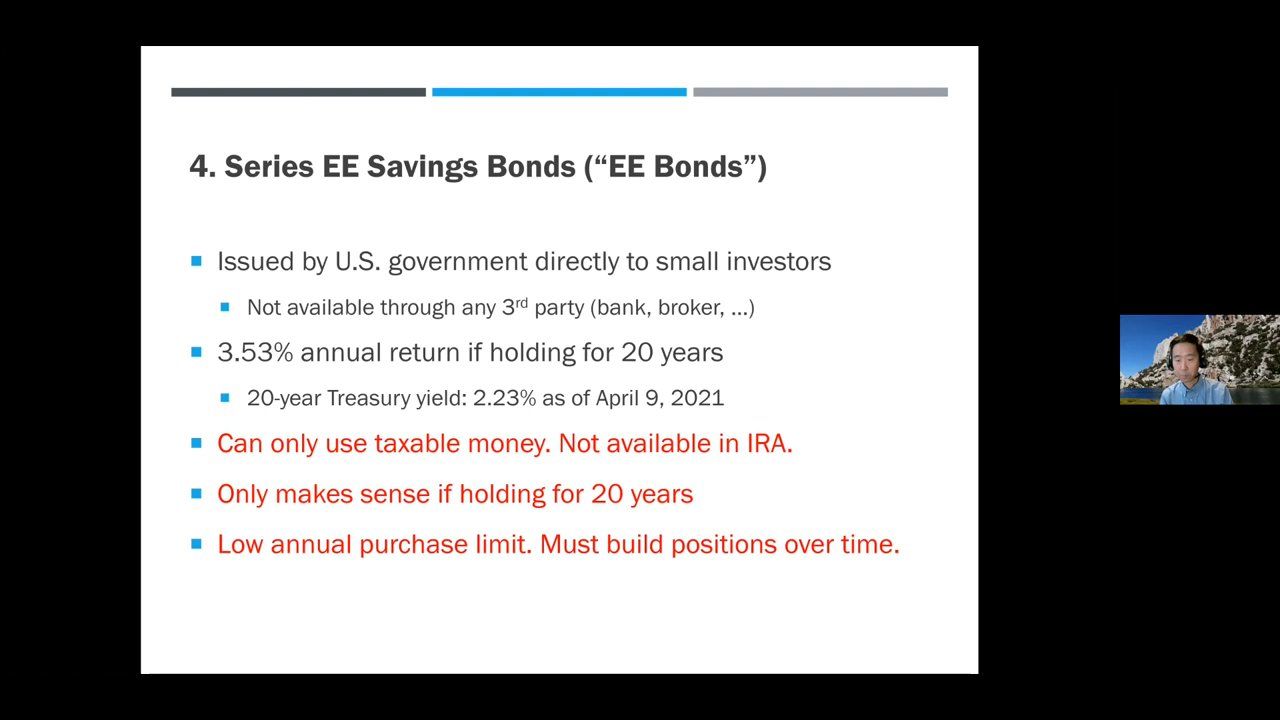 4. Series EE Savings Bonds (“EE Bonds”)
Issued by U.S. government directly to small investors
Not available through any 3rd party (bank, broker, ...)
3.53% annual return if holding for 20 years
20-year Treasury yield: 2.23% as of April 9, 2021
Can only use taxable money. Not available in IRA.
Only makes sense if holding for 20 years
Low annual purchase limit. Must build positions over time.